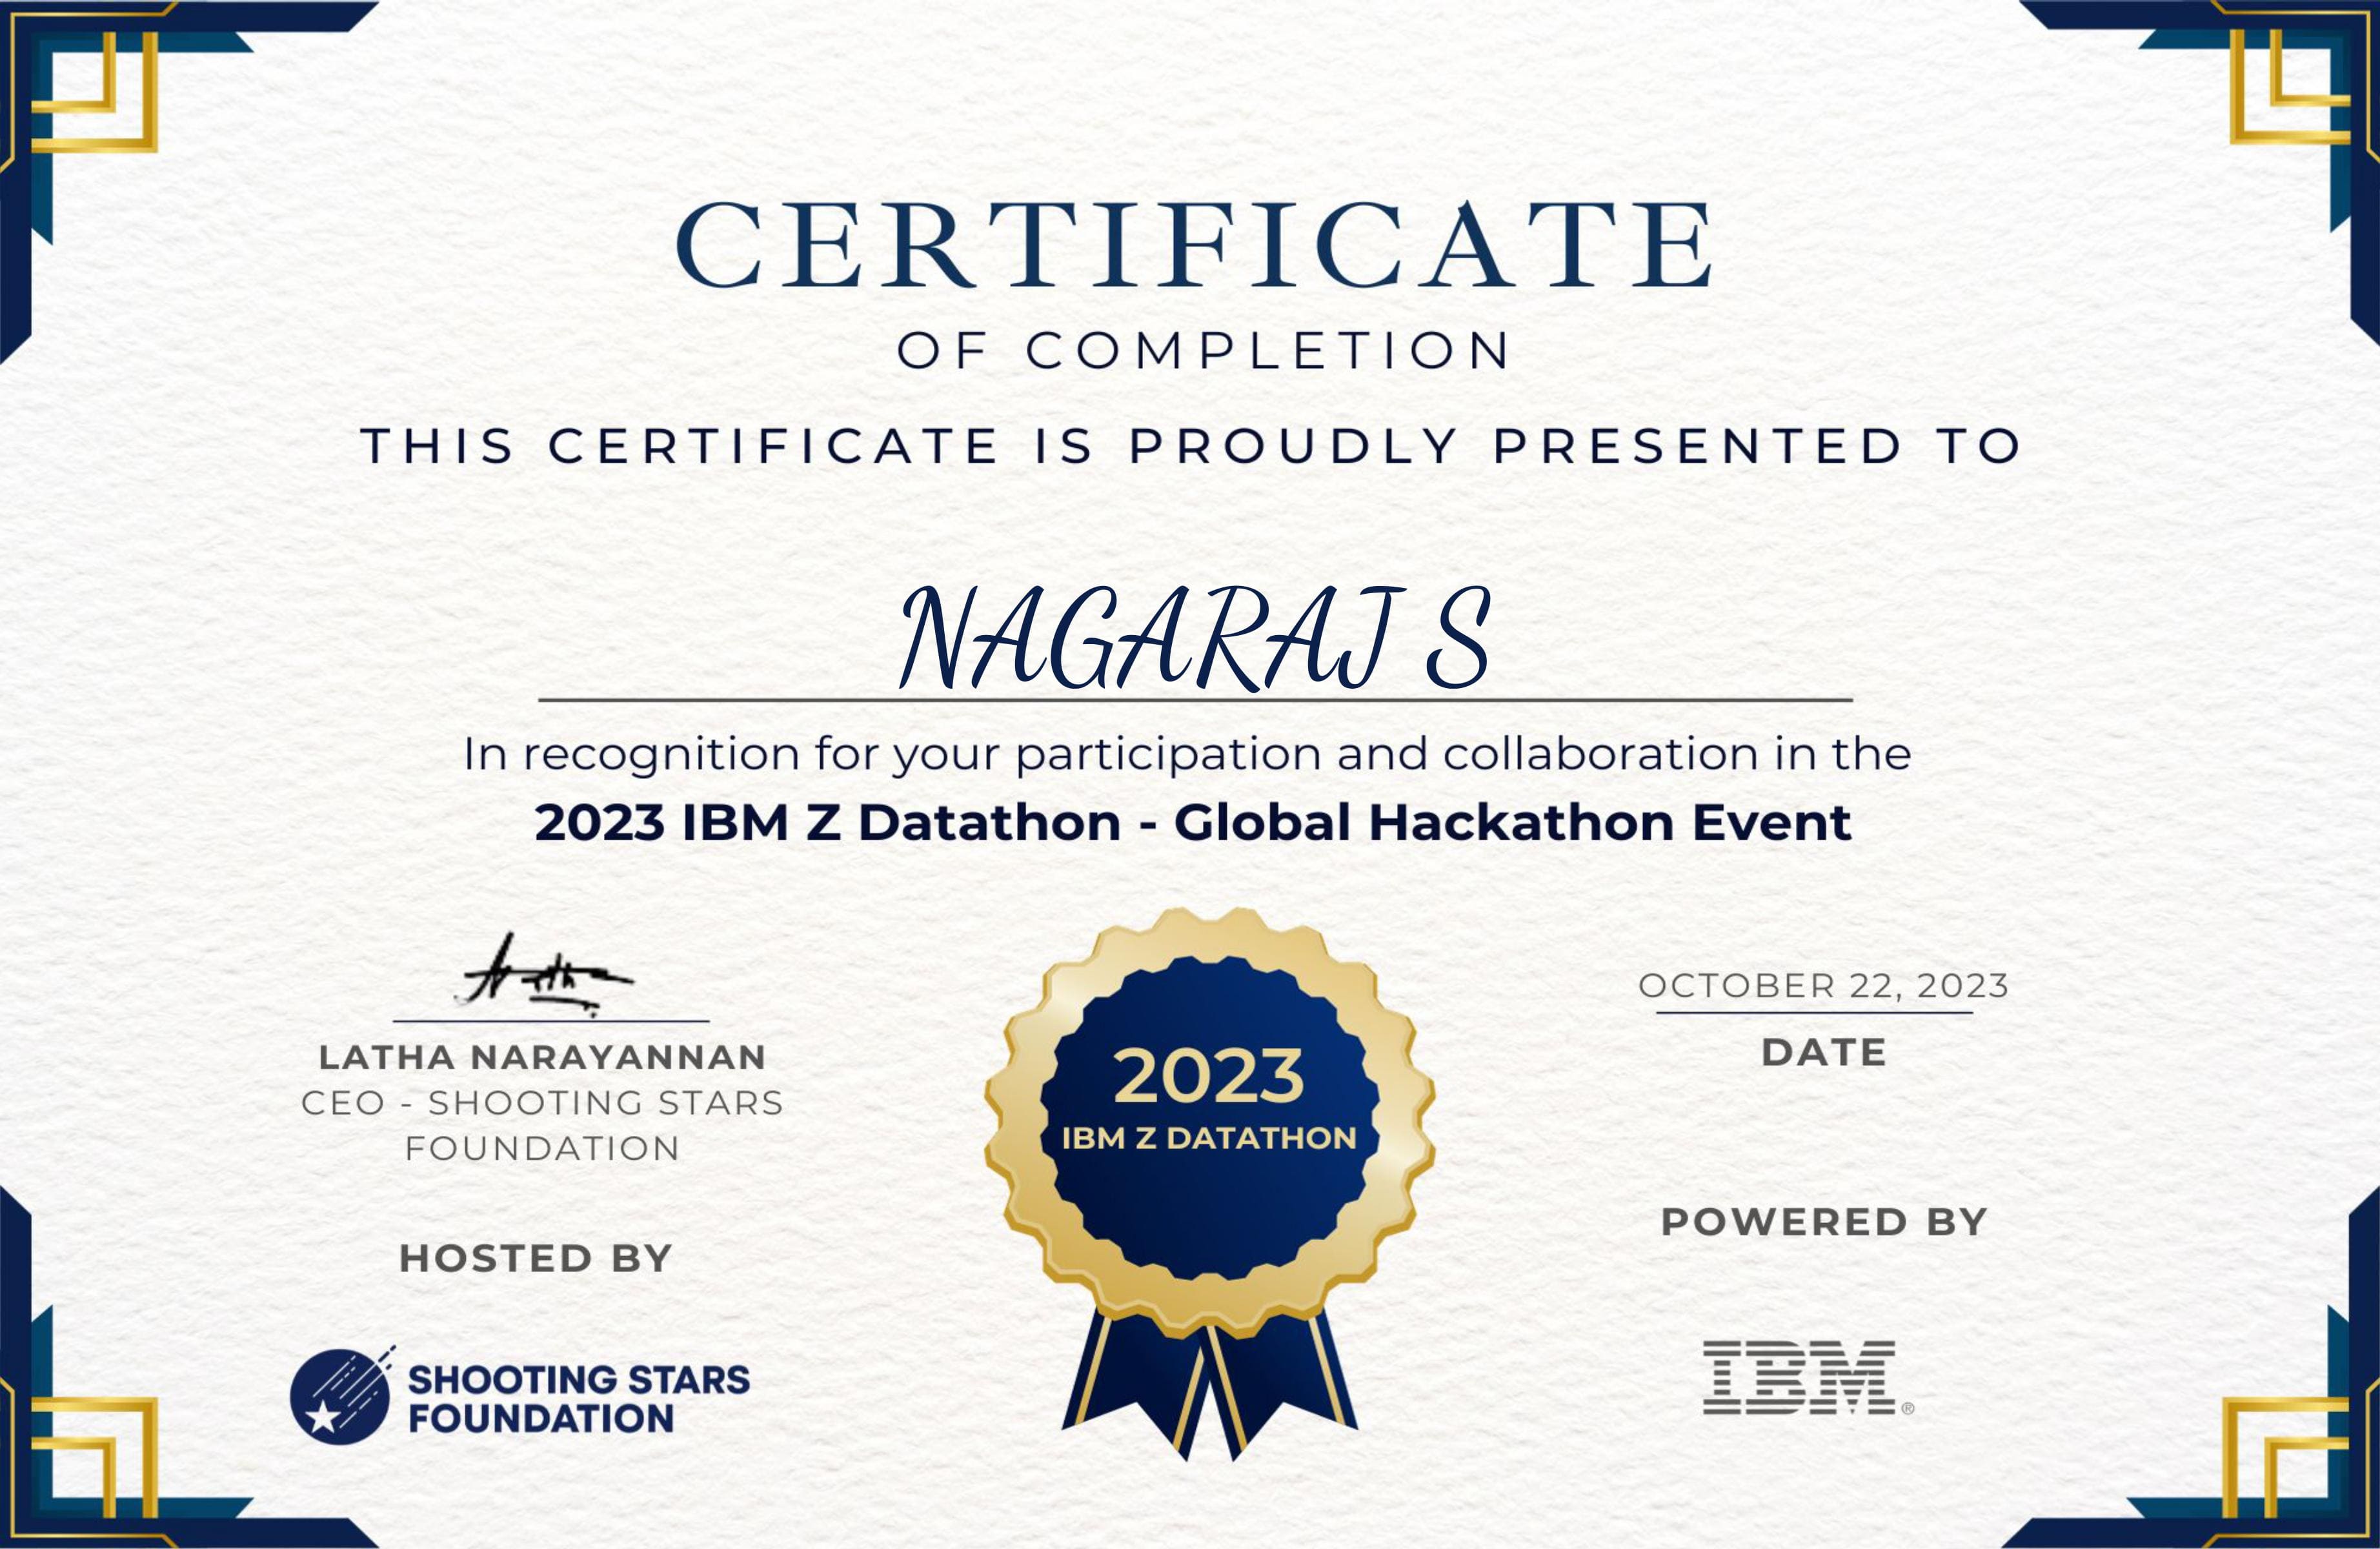 CERTIFICATE
OF COMPLETION
THIS CERTIFICATE IS PROUDLY PRESENTED TO
NAGARAJ S
In recognition for your participation and collaboration in the
2023 IBM Z Datathon - Global Hackathon Event
LATHA NARAYANNAN
CEO - SHOOTING STARS
FOUNDATION
HOSTED BY
SHOOTING STARS
FOUNDATION
2023
IBM Z DATATHON
OCTOBER 22, 2023
DATE
POWERED BY
IBM®